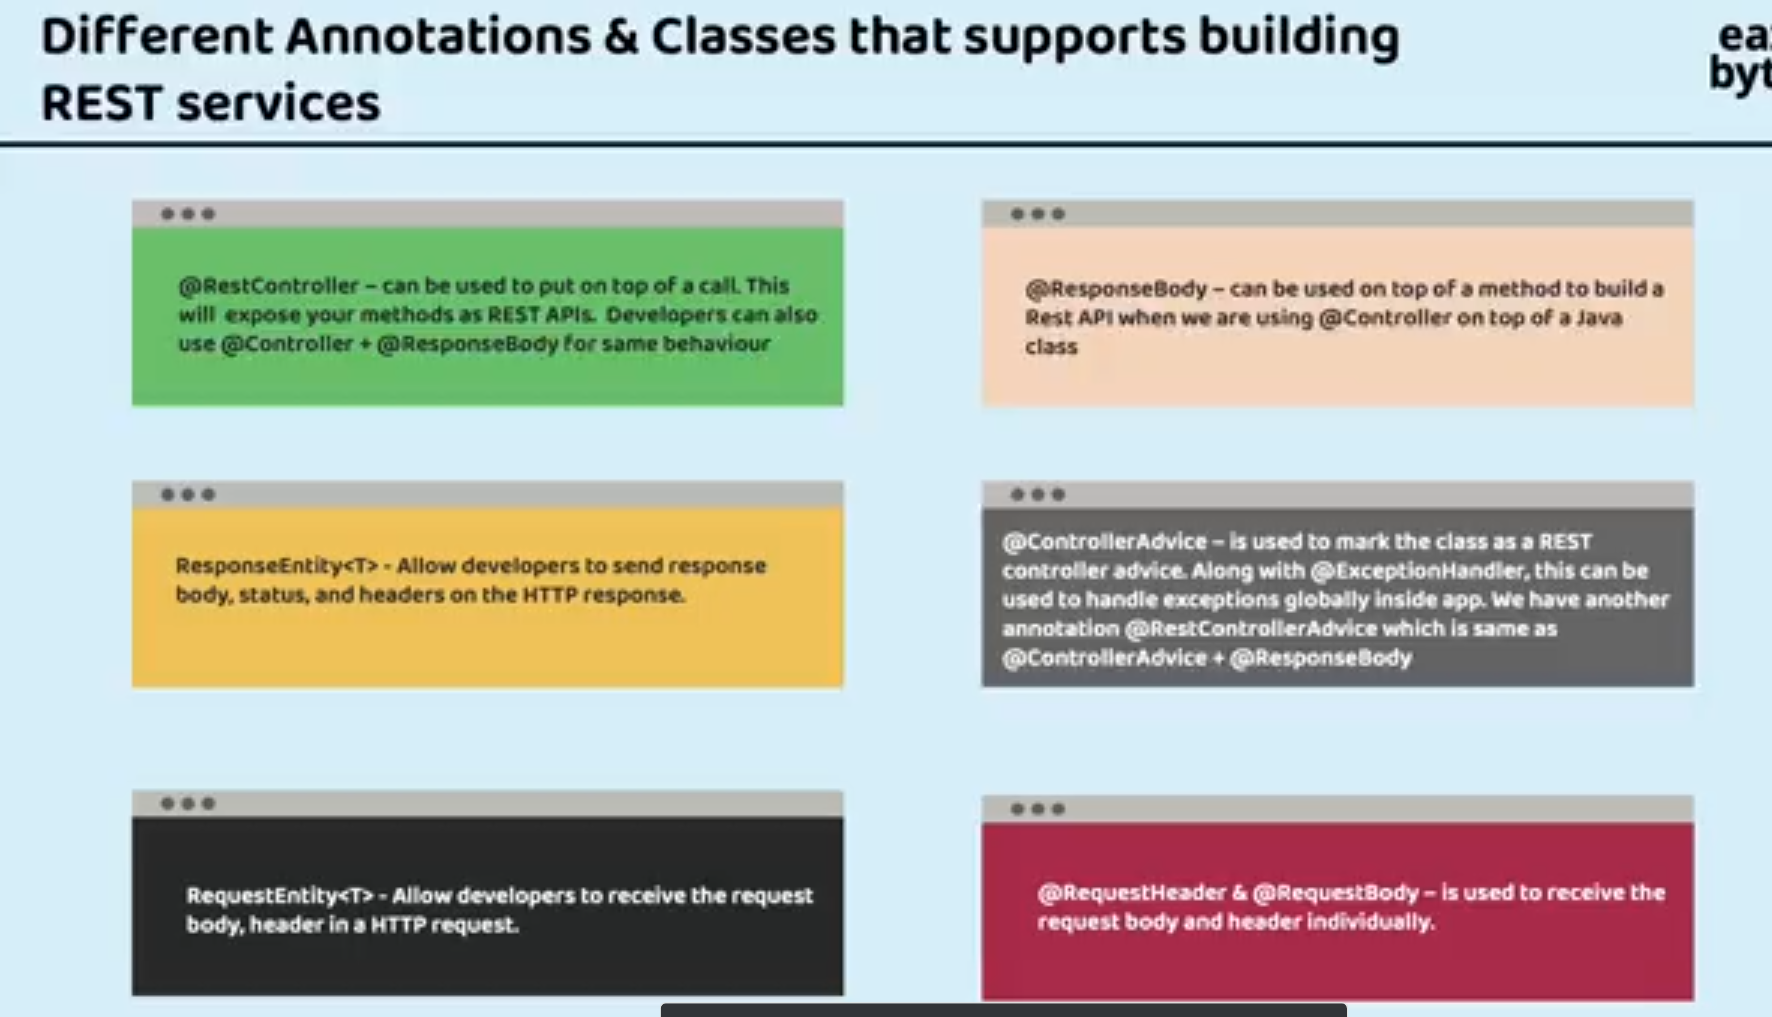 Different Annotations & Classes that supports building
REST services
@RestController – can be used to put on top of a call. This
will expose your methods as REST APIs. Developers can also
use @Controller + @ResponseBody for same behaviour
@ResponseBody – can be used on top of a method to build a
Rest API when we are using @Controller on top of a Java
class
ResponseEntity<T> - Allow developers to send response
body, status, and headers on the HTTP response.
@ControllerAdvice – is used to mark the class as a REST
controller advice. Along with @ExceptionHandler, this can be
used to handle exceptions globally inside app. We have another
annotation @RestControllerAdvice which is same as
@ControllerAdvice + @ResponseBody
RequestEntity<T> - Allow developers to receive the request
body, header in a HTTP request.
@RequestHeader & @RequestBody – is used to receive the
request body and header individually.